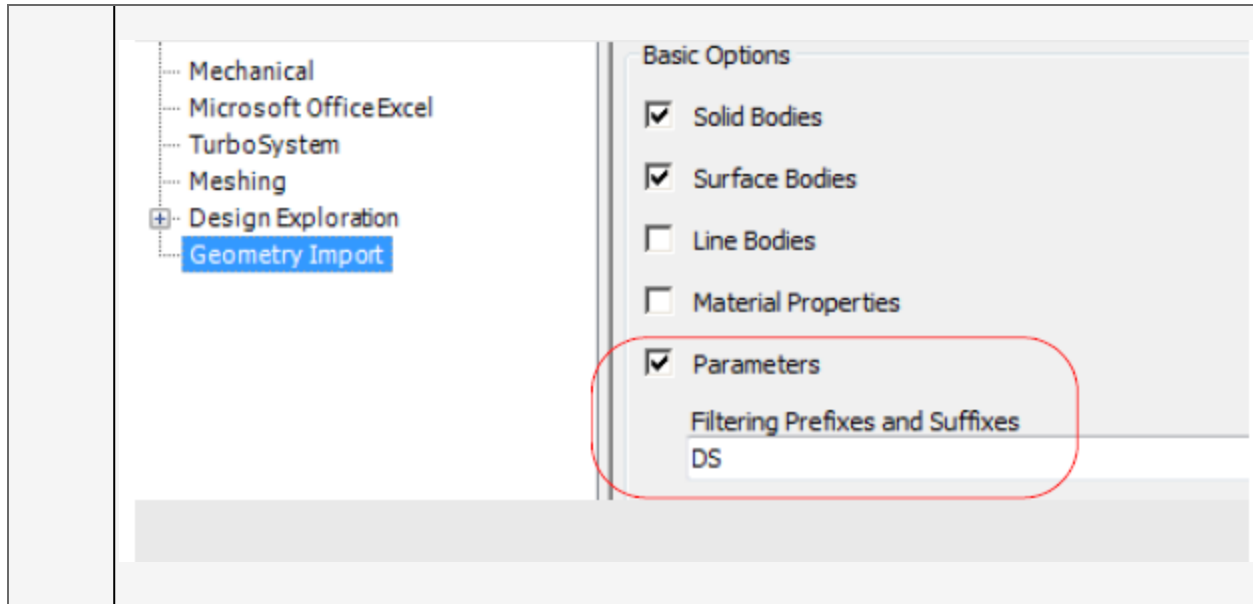 Mechanical
Microsoft Office Excel
TurboSystem
Meshing
Design Exploration
Geometry Import
Basic Options
Solid Bodies
Surface Bodies
Line Bodies
Material Properties
Parameters
Filtering Prefixes and Suffixes
DS